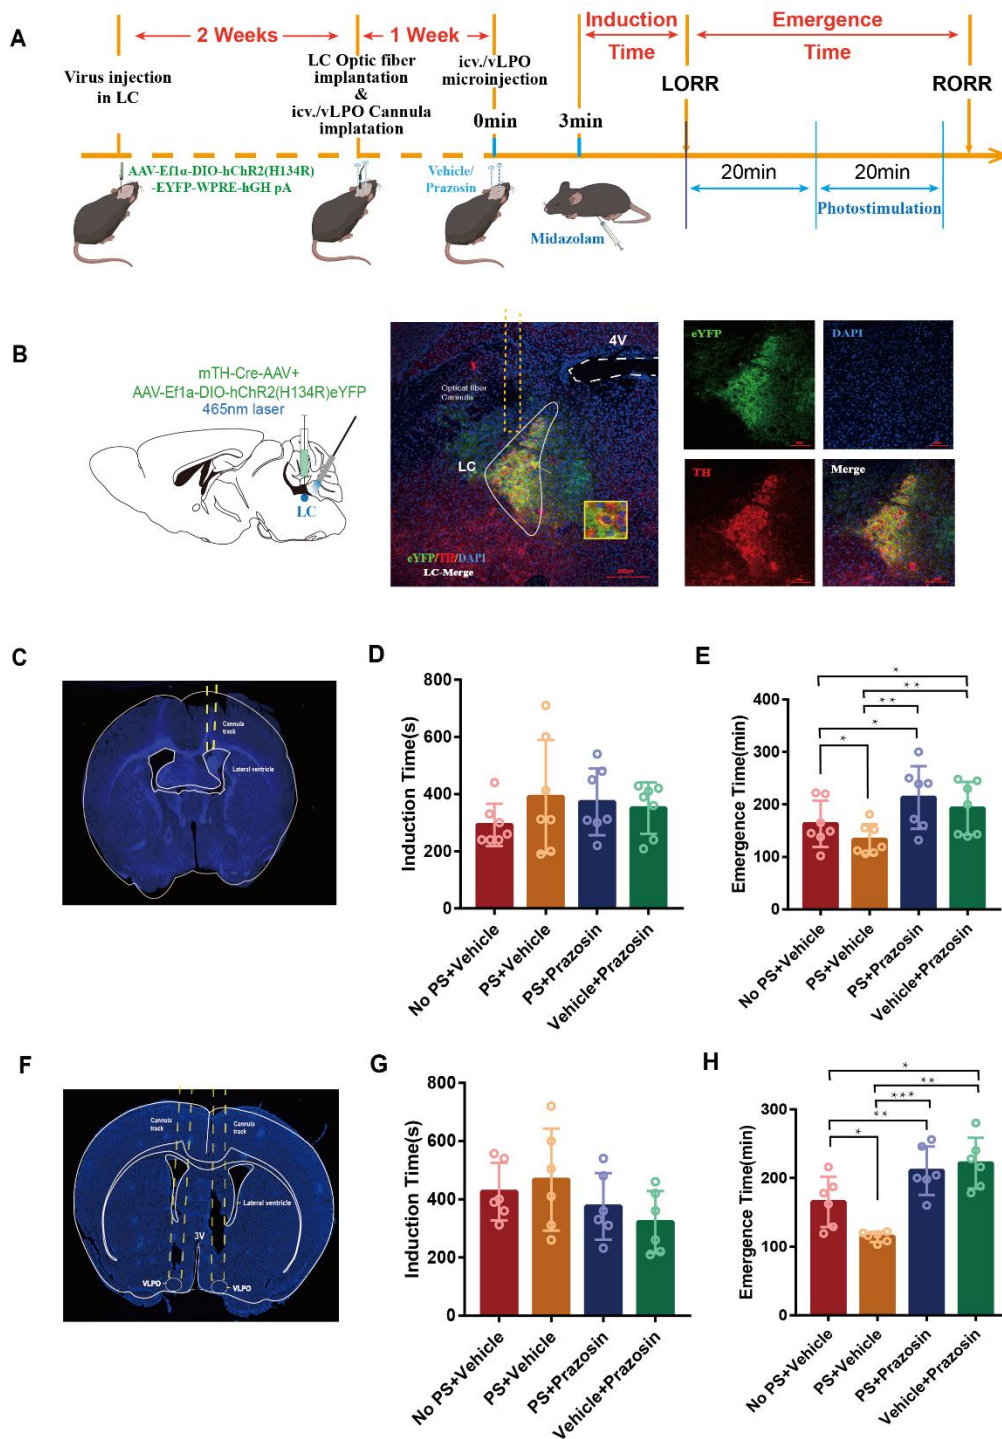 A
2 Weeks
1 Week
Induction
Time
Emergence
Time
Virus injection
in LC
LC Optic fiber
implantation
&
icv./vLPO Cannula
implatation
icv./vLPO
microinjection
LORR
RORR
0min
3min
AAV-Ef1α-DIO-hChR2(H134R)
-EYFP-WPRE-hGH pA
Vehicle/
Prazosin
Midazolam
20min
20min
Photostimulation
B
mTH-Cre-AAV+
AAV-Ef1a-DIO-hChR2(H134R)eYFP
465nm laser
LC
4V
Optical fiber
Cannula
LC
eYFP/TH/DAPI
LC-Merge
eYFP
DAPI
TH
Merge
C
Cannula
track
Lateral ventricle
D
Induction Time(s)
800
600
400
200
0
No PS+Vehicle
PS+Vehicle
PS+Prazosin
Vehicle+Prazosin
E
Emergence Time(min)
400
300
200
100
0
*
**
**
*
*
No PS+Vehicle
PS+Vehicle
PS+Prazosin
Vehicle+Prazosin
F
Cannula
track
Cannula
track
Lateral ventricle
3V
VLPO
VLPO
G
Induction Time(s)
800
600
400
200
0
No PS+Vehicle
PS+Vehicle
PS+Prazosin
Vehicle+Prazosin
H
Emergence Time(min)
300
200
100
0
*
**
***
**
*
No PS+Vehicle
PS+Vehicle
PS+Prazosin
Vehicle+Prazosin